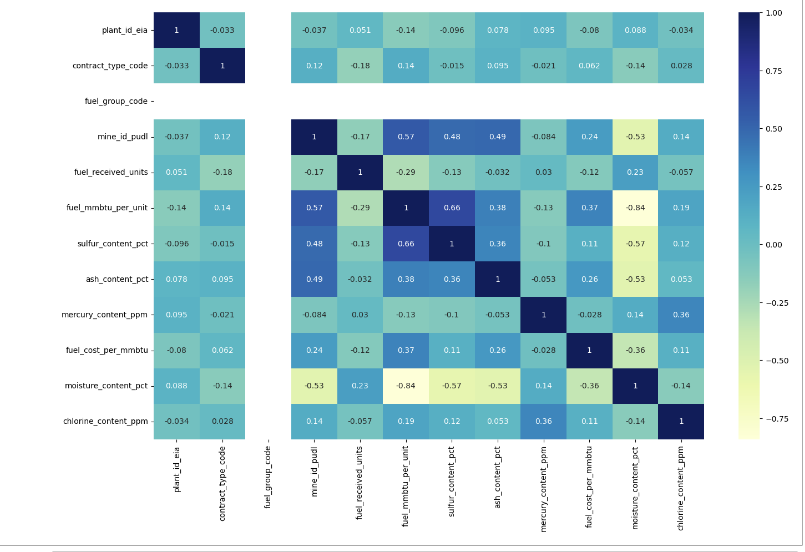 plant_id_eia 1 -0.033 -0.037 0.051 -0.14 -0.096 0.078 0.095 -0.08 0.088 -0.034
contract_type_code -0.033 1 0.12 -0.18 0.14 -0.015 0.095 -0.021 0.062 -0.14 0.028
fuel_group_code
mine_id_pudl -0.037 0.12 1 -0.17 0.57 0.48 0.49 -0.084 0.24 -0.53 0.14
fuel_received_units 0.051 -0.18 -0.17 1 -0.29 -0.13 -0.032 0.03 -0.12 0.23 -0.057
fuel_mmbtu_per_unit -0.14 0.14 0.57 -0.29 1 0.66 0.38 -0.13 0.37 -0.84 0.19
sulfur_content_pct -0.096 -0.015 0.48 -0.13 0.66 1 0.36 -0.1 0.11 -0.57 0.12
ash_content_pct 0.078 0.095 0.49 -0.032 0.38 0.36 1 -0.053 0.26 -0.53 0.053
mercury_content_ppm 0.095 -0.021 -0.084 0.03 -0.13 -0.1 -0.053 1 -0.028 0.14 0.36
fuel_cost_per_mmbtu -0.08 0.062 0.24 -0.12 0.37 0.11 0.26 -0.028 1 -0.36 0.11
moisture_content_pct 0.088 -0.14 -0.53 0.23 -0.84 -0.57 -0.53 0.14 -0.36 1 -0.14
chlorine_content_ppm -0.034 0.028 0.14 -0.057 0.19 0.12 0.053 0.36 0.11 -0.14 1
plant_id_eia
contract_type_code
fuel_group_code
mine_id_pudl
fuel_received_units
fuel_mmbtu_per_unit
sulfur_content_pct
ash_content_pct
mercury_content_ppm
fuel_cost_per_mmbtu
moisture_content_pct
chlorine_content_ppm
1.00
0.75
0.50
0.25
0.00
-0.25
-0.50
-0.75